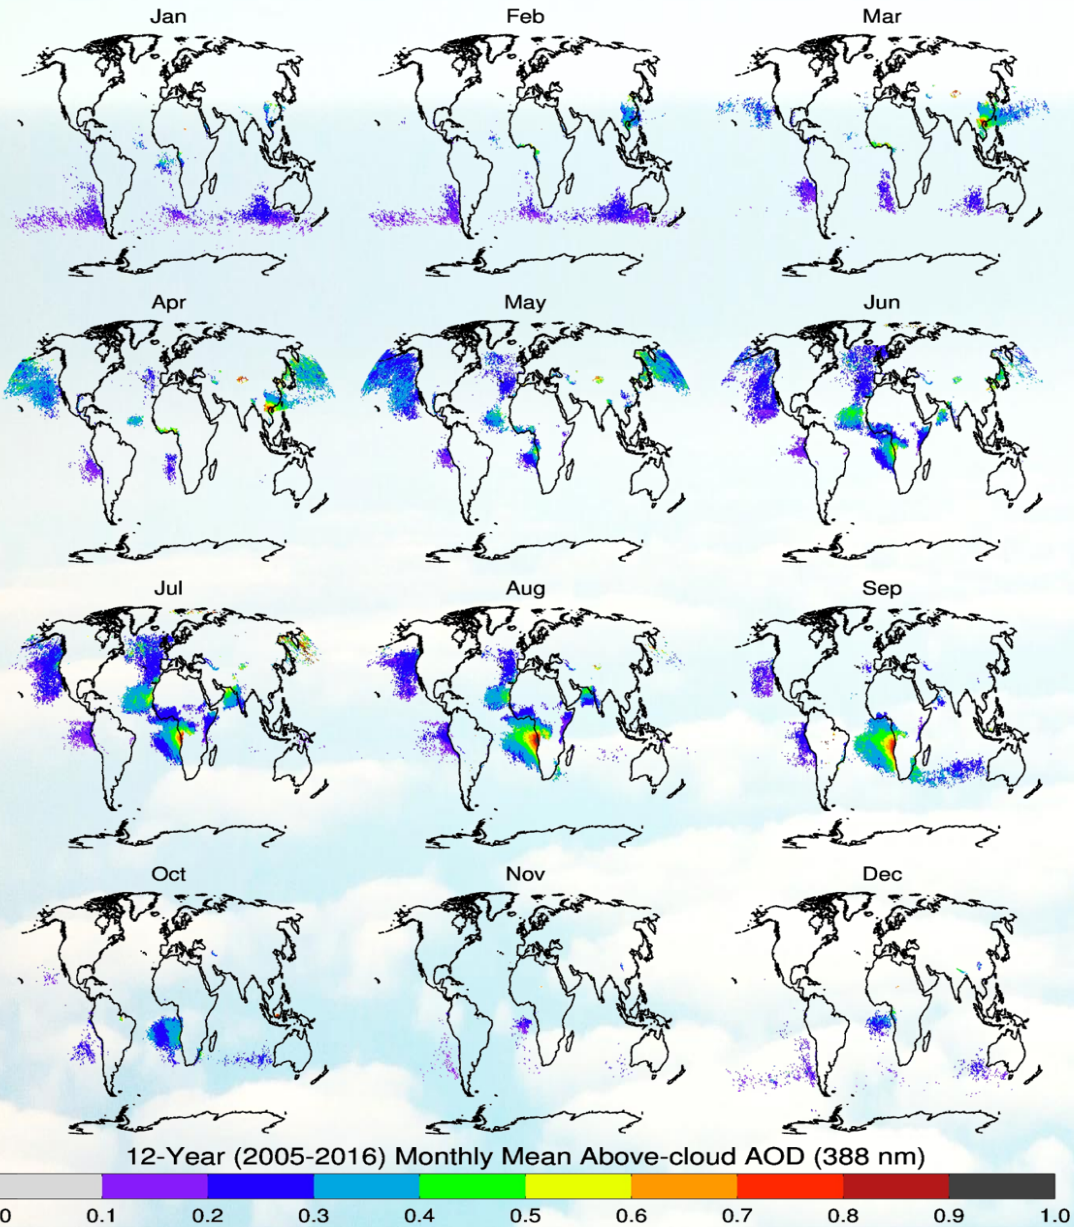 Jan Feb Mar
Apr May Jun
Jul Aug Sep
Oct Nov Dec
12-Year (2005-2016) Monthly Mean Above-cloud AOD (388 nm)
0 0.1 0.2 0.3 0.4 0.5 0.6 0.7 0.8 0.9 1.0